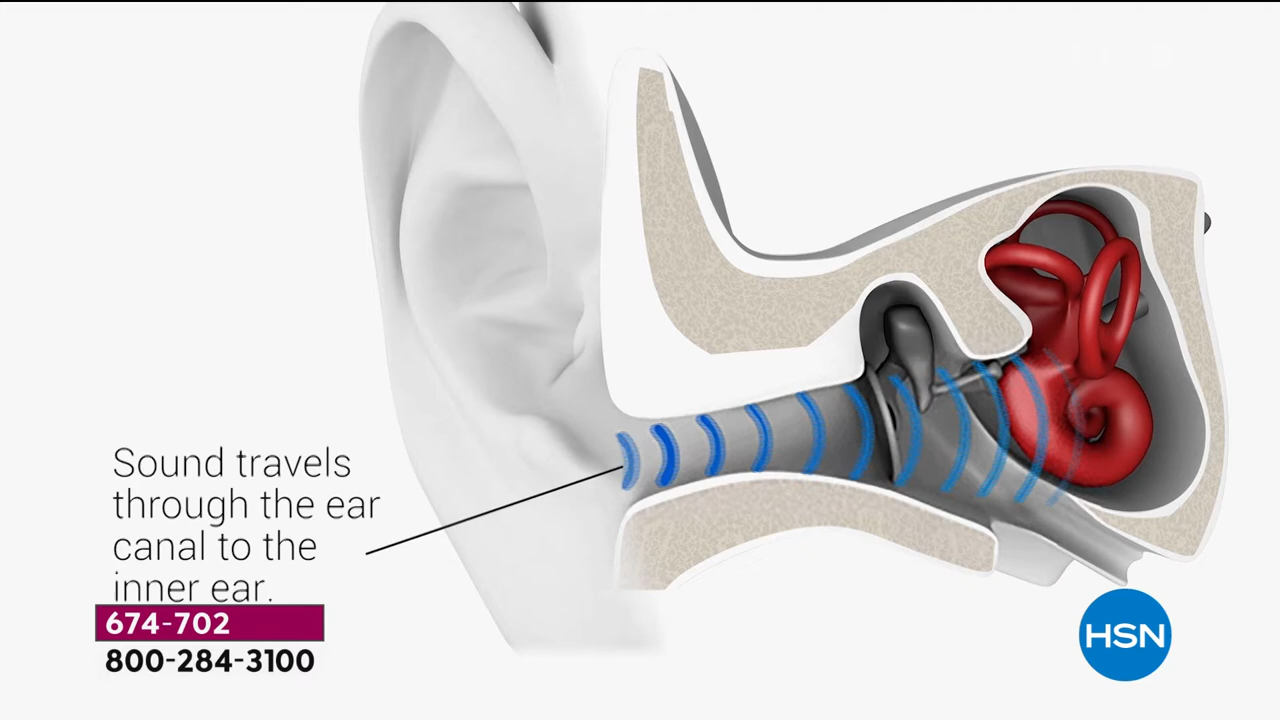 Sound travels
through the ear
canal to the
inner ear.
674-702
800-284-3100
HSN